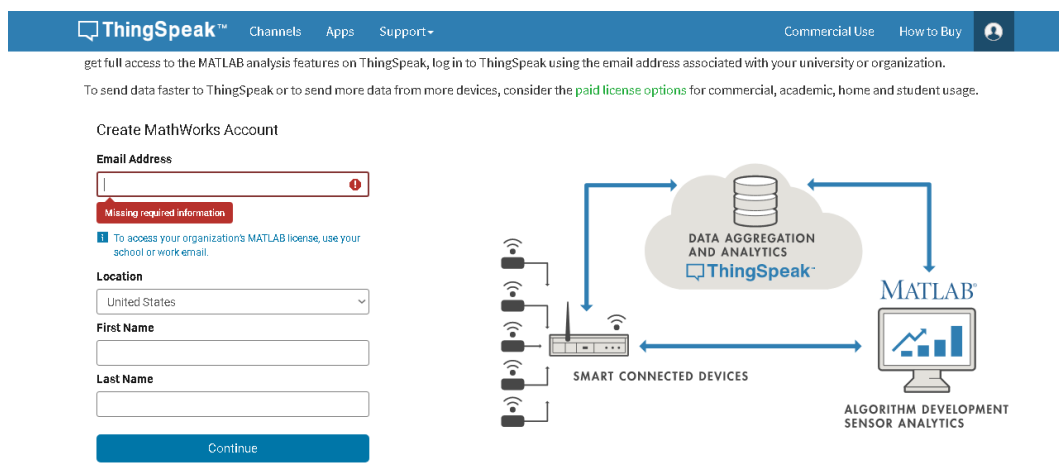 ThingSpeak™ Channels Apps Support Commercial Use How to Buy
get full access to the MATLAB analysis features on ThingSpeak, log in to ThingSpeak using the email address associated with your university or organization.
To send data faster to ThingSpeak or to send more data from more devices, consider the paid license options for commercial, academic, home and student usage.
Create MathWorks Account
Email Address
Missing required information
To access your organization's MATLAB license, use your
school or work email.
Location
United States
First Name
Last Name
Continue
DATA AGGREGATION
AND ANALYTICS
ThingSpeak™
SMART CONNECTED DEVICES
MATLAB®
ALGORITHM DEVELOPMENT
SENSOR ANALYTICS